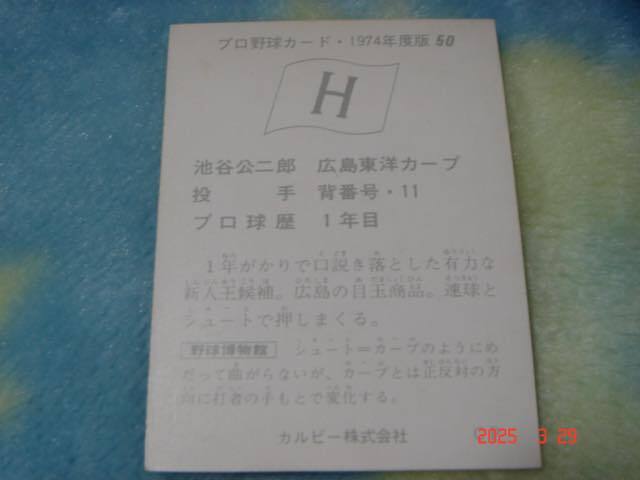 プロ野球カード・1974年度版 50
H
池谷公二郎 広島東洋カープ
投手 背番号・11
プロ球歴 1年目
1年がかりで口説き落とした有力な
新人王候補。広島の目玉商品。速球と
シュートで押しまくる。
野球博物館 シュート＝カーブのようにめ
だって曲がらないが、カーブとは正反対の方
向に打者の手もとで変化する。
カルビー株式会社
2025 3 29